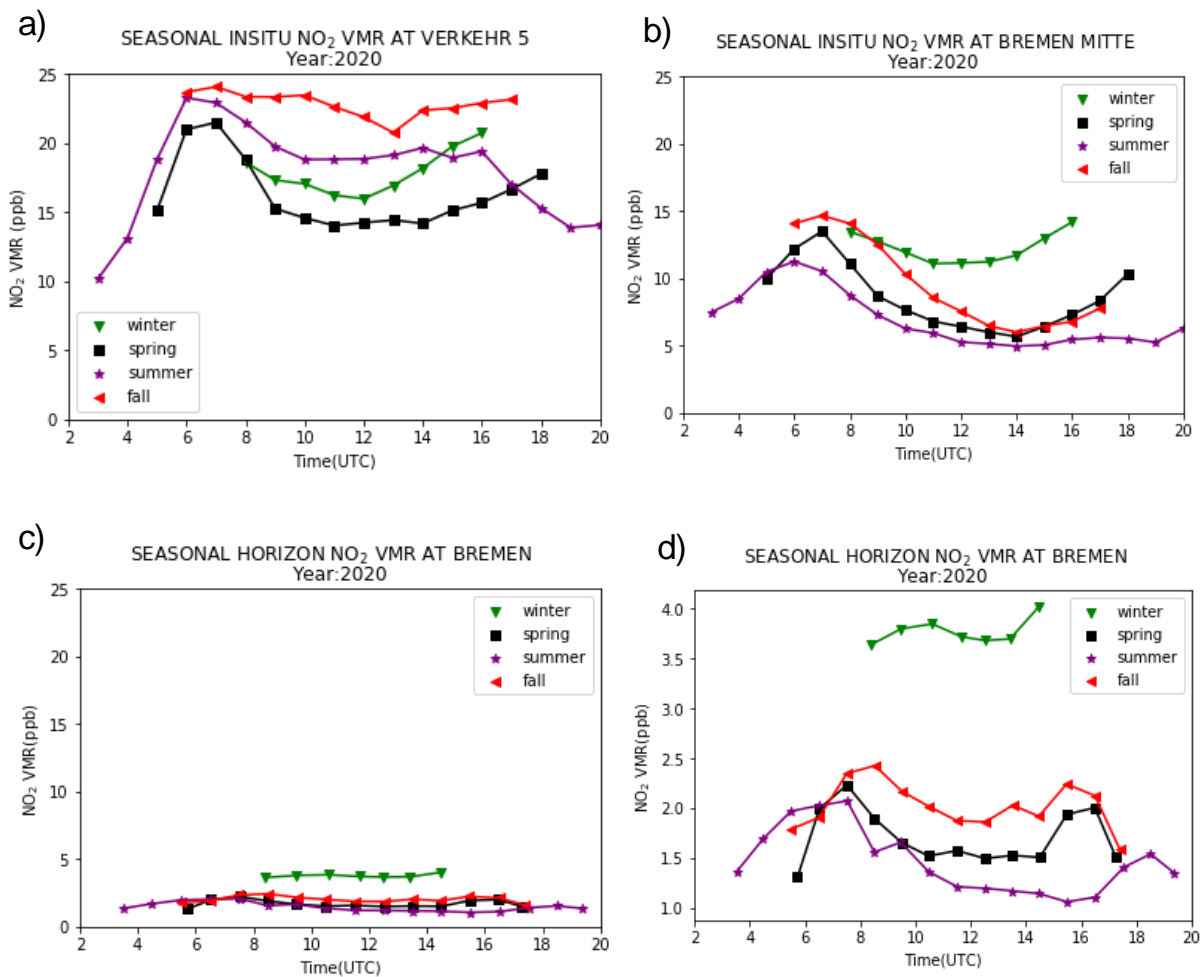 a)
SEASONAL INSITU NO₂ VMR AT VERKEHR 5
Year:2020
25
20
15
10
5
0
NO₂ VMR (ppb)
winter
spring
summer
fall
2 4 6 8 10 12 14 16 18 20
Time(UTC)
b)
SEASONAL INSITU NO₂ VMR AT BREMEN MITTE
Year:2020
25
20
15
10
5
0
NO₂ VMR (ppb)
winter
spring
summer
fall
2 4 6 8 10 12 14 16 18 20
Time(UTC)
c)
SEASONAL HORIZON NO₂ VMR AT BREMEN
Year:2020
25
20
15
10
5
0
NO₂ VMR(ppb)
winter
spring
summer
fall
2 4 6 8 10 12 14 16 18 20
Time(UTC)
d)
SEASONAL HORIZON NO₂ VMR AT BREMEN
Year:2020
4.0
3.5
3.0
2.5
2.0
1.5
1.0
NO₂ VMR(ppb)
winter
spring
summer
fall
2 4 6 8 10 12 14 16 18 20
Time(UTC)